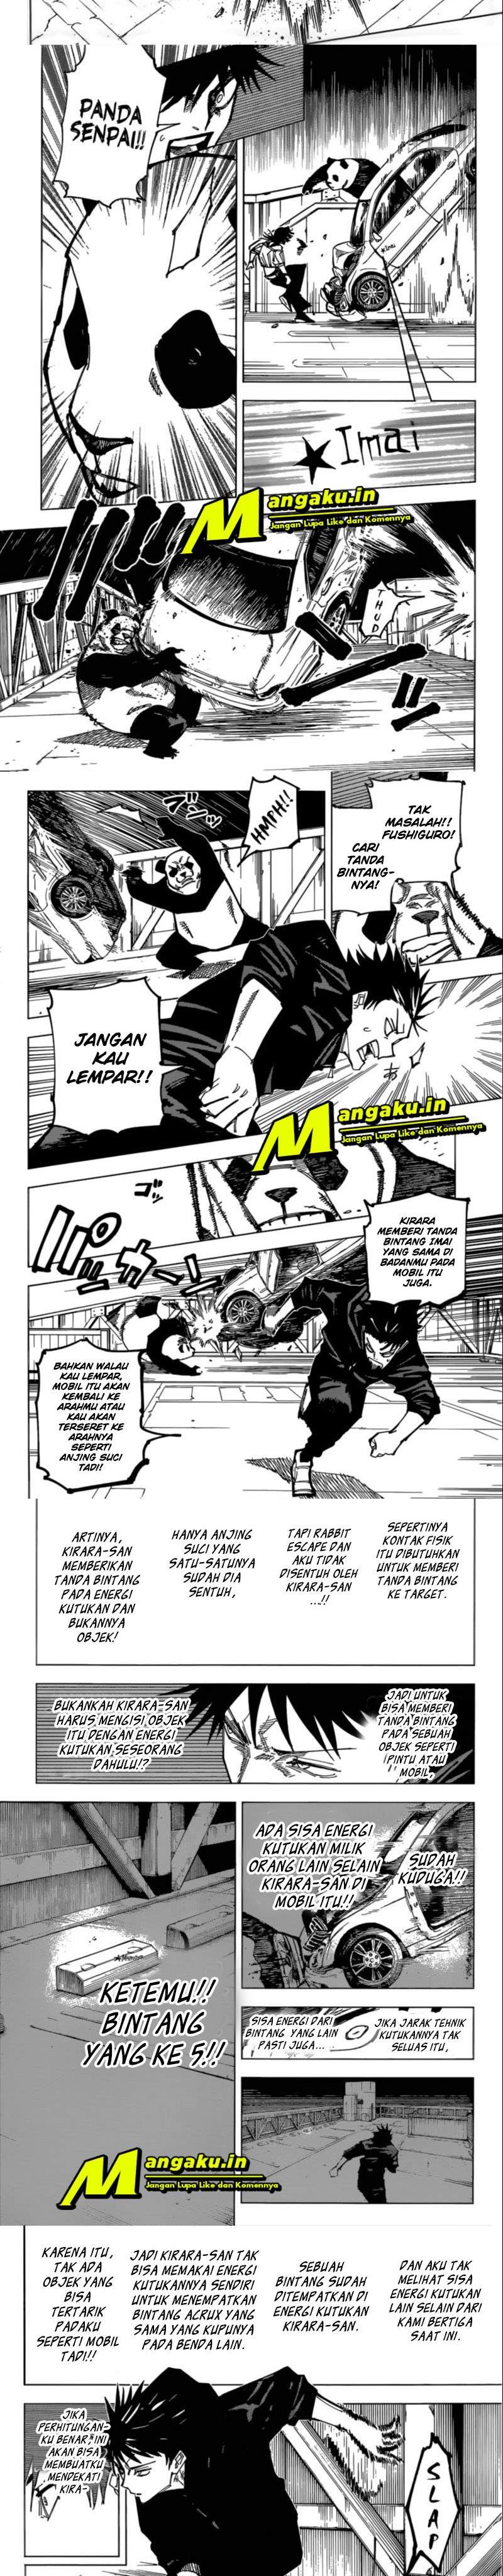 PANDA
SENPAI!!
★Imai
★Imai
Mangaku.in
Jangan Lupa Like dan Komennya
THUD
TAK
MASALAH!!
FUSHIGURO!
CARI
TANDA
BINTANG-
NYA!
HMPH!!
JANGAN
KAU
LEMPAR!!
Mangaku.in
Jangan Lupa Like dan Komennya
KIRARA
MEMBERI TANDA
BINTANG IMAI
YANG SAMA DI
BADANMU PADA
MOBIL ITU
JUGA.
BAHKAN WALAU
KAU LEMPAR,
MOBIL ITU AKAN
KEMBALI KE
ARAHMU ATAU
KAU AKAN
TERSERET KE
ARAHNYA
SEPERTI
ANJING SUCI
TADI!
SEPERTINYA
KONTAK FISIK
ITU DIBUTUHKAN
UNTUK MEMBERI
TANDA BINTANG
KE TARGET.
TAPI RABBIT
ESCAPE DAN
AKU TIDAK
DISENTUH OLEH
KIRARA-SAN
...!!
HANYA ANJING
SUCI YANG
SATU-SATUNYA
SUDAH DIA
SENTUH,
ARTINYA,
KIRARA-SAN
MEMBERIKAN
TANDA BINTANG
PADA ENERGI
KUTUKAN DAN
BUKANNYA
OBJEK!
JADI UNTUK
BISA MEMBERI
TANDA BINTANG
PADA SEBUAH
OBJEK SEPERTI
PINTU ATAU
MOBIL,
BUKANKAH KIRARA-SAN
HARUS MENGISI OBJEK
ITU DENGAN ENERGI
KUTUKAN SESEORANG
DAHULU!?
SUDAH
KUDUGA!!
ADA SISA ENERGI
KUTUKAN MILIK
ORANG LAIN SELAIN
KIRARA-SAN DI
MOBIL ITU!!
JIKA JARAK TEHNIK
KUTUKANNYA TAK
SELUAS ITU,
SISA ENERGI DARI
BINTANG YANG LAIN
PASTI JUGA...
KETEMU!!
BINTANG
YANG KE 5!!
Mangaku.in
Jangan Lupa Like dan Komennya
DAN AKU TAK
MELIHAT SISA
ENERGI KUTUKAN
LAIN SELAIN DARI
KAMI BERTIGA
SAAT INI.
SEBUAH
BINTANG SUDAH
DITEMPATKAN DI
ENERGI KUTUKAN
KIRARA-SAN.
JADI KIRARA-SAN TAK
BISA MEMAKAI ENERGI
KUTUKANNYA SENDIRI
UNTUK MENEMPATKAN
BINTANG ACRUX YANG
SAMA YANG KUPUNYA
PADA BENDA LAIN.
KARENA ITU,
TAK ADA
OBJEK YANG
BISA
TERTARIK
PADAKU
SEPERTI MOBIL
TADI!!
JIKA
PERHITUNGAN-
KU BENAR, INI
AKAN BISA
MEMBUATKU
MENDEKATI
KIRA-
SLAP